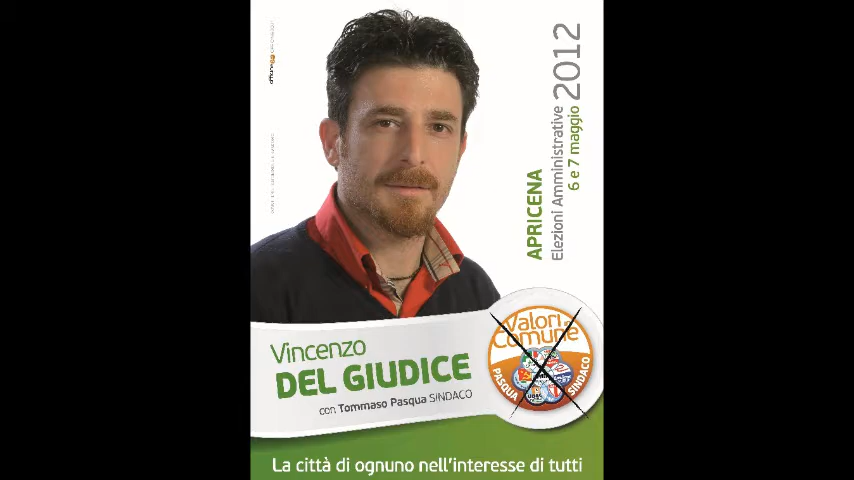 APRICENA
Elezioni Amministrative
6 e 7 maggio
2012
Vincenzo
DEL GIUDICE
con Tommaso Pasqua SINDACO
Valori
Comune
PASQUA
SINDACO
La città di ognuno nell'interesse di tutti